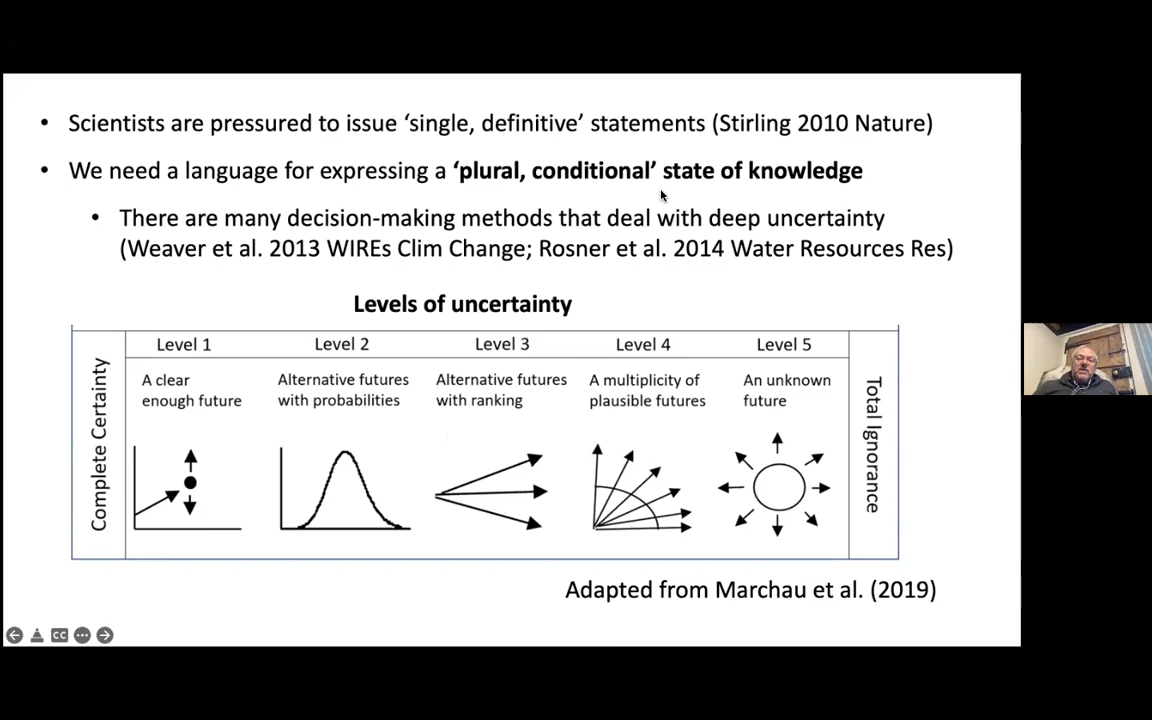 • Scientists are pressured to issue ‘single, definitive’ statements (Stirling 2010 Nature)
• We need a language for expressing a ‘plural, conditional’ state of knowledge
• There are many decision-making methods that deal with deep uncertainty
(Weaver et al. 2013 WIREs Clim Change; Rosner et al. 2014 Water Resources Res)
Levels of uncertainty
Complete Certainty
Level 1
A clear
enough future
Level 2
Alternative futures
with probabilities
Level 3
Alternative futures
with ranking
Level 4
A multiplicity of
plausible futures
Level 5
An unknown
future
Total Ignorance
Adapted from Marchau et al. (2019)
CC